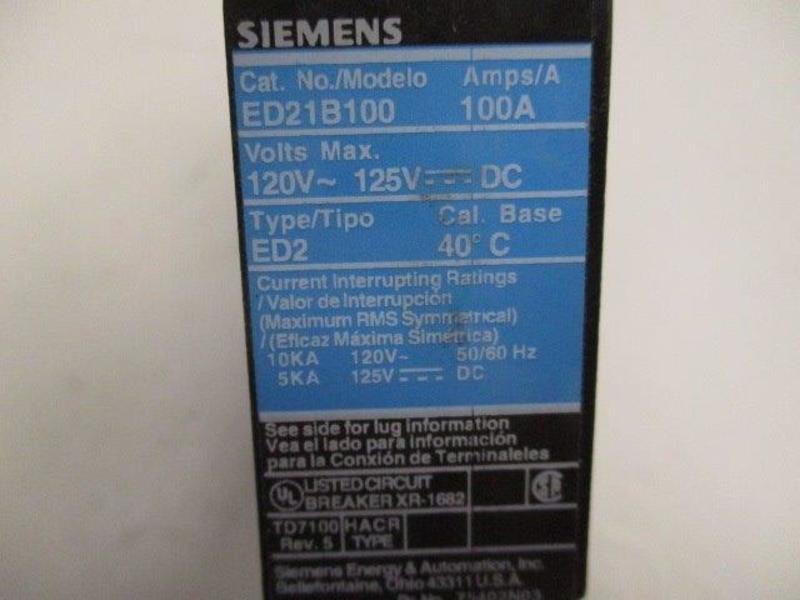 SIEMENS
Cat. No./Modelo Amps/A
ED21B100 100A
Volts Max.
120V~ 125V⎓ DC
Type/Tipo Cal. Base
ED2 40° C
Current Interrupting Ratings
/Valor de Interrupción
(Maximum RMS Symmetrical)
/(Eficaz Máxima Simetrica)
10KA 120V~ 50/60 Hz
5KA 125V⎓ DC
See side for lug information
Vea el lado para información
para la Conxión de Terminaleles
UL LISTED CIRCUIT
BREAKER XR-1682
TD7100 HACR
Rev. 5 TYPE
Siemens Energy & Automation, Inc.
Bellefontaine, Ohio 43311 U.S.A.